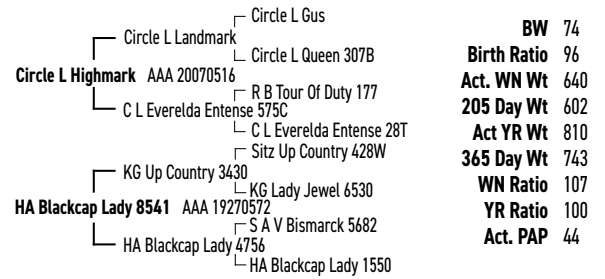 Circle L Gus
Circle L Landmark
Circle L Queen 307B
Circle L Highmark AAA 20070516
R B Tour Of Duty 177
C L Everelda Entense 575C
C L Everelda Entense 28T
Sitz Up Country 428W
KG Up Country 3430
KG Lady Jewel 6530
HA Blackcap Lady 8541 AAA 19270572
S A V Bismarck 5682
HA Blackcap Lady 4756
HA Blackcap Lady 1550
BW 74
Birth Ratio 96
Act. WN Wt 640
205 Day Wt 602
Act YR Wt 810
365 Day Wt 743
WN Ratio 107
YR Ratio 100
Act. PAP 44